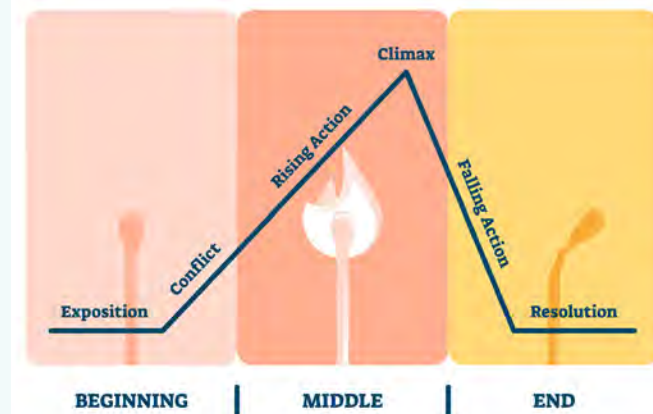 Climax
Rising Action
Falling Action
Conflict
Exposition
Resolution
BEGINNING | MIDDLE | END